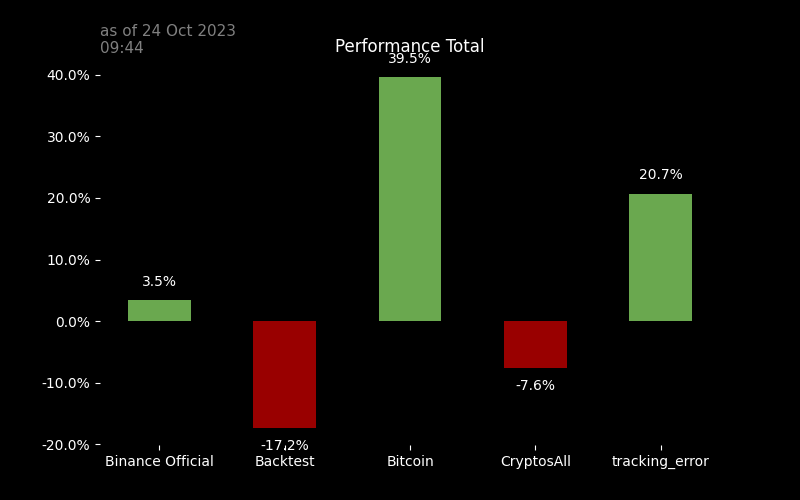 as of 24 Oct 2023
09:44
Performance Total
39.5%
40.0%
30.0%
20.7%
20.0%
10.0%
3.5%
0.0%
-10.0%
-7.6%
-20.0%
-17.2%
Binance Official
Backtest
Bitcoin
CryptosAll
tracking_error